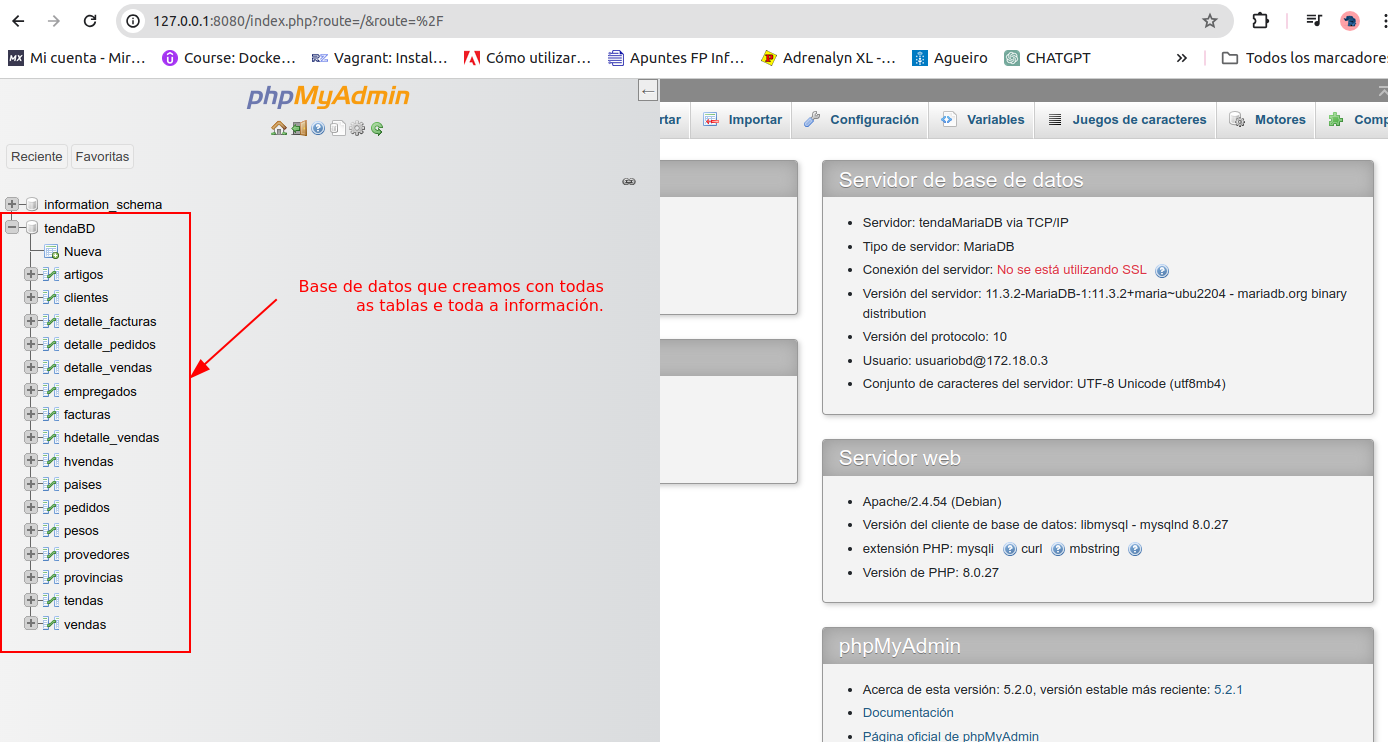 127.0.0.1:8080/index.php?route=/&route=%2F
Mi cuenta - Mir... Course: Docke... Vagrant: Instal... Cómo utilizar... Apuntes FP Inf... Adrenalyn XL -... Agueiro CHATGPT » Todos los marcadores
phpMyAdmin
Reciente Favoritas
information_schema
tendaBD
Nueva
artigos
clientes
detalle_facturas
detalle_pedidos
detalle_vendas
empregados
facturas
hdetalle_vendas
hvendas
paises
pedidos
pesos
provedores
provincias
tendas
vendas
Base de datos que creamos con todas
as tablas e toda a información.
rtar Importar Configuración Variables Juegos de caracteres Motores Comp
Servidor de base de datos
Servidor: tendaMariaDB via TCP/IP
Tipo de servidor: MariaDB
Conexión del servidor: No se está utilizando SSL
Versión del servidor: 11.3.2-MariaDB-1:11.3.2+maria~ubu2204 - mariadb.org binary
distribution
Versión del protocolo: 10
Usuario: usuariobd@172.18.0.3
Conjunto de caracteres del servidor: UTF-8 Unicode (utf8mb4)
Servidor web
Apache/2.4.54 (Debian)
Versión del cliente de base de datos: libmysql - mysqlnd 8.0.27
extensión PHP: mysqli curl mbstring
Versión de PHP: 8.0.27
phpMyAdmin
Acerca de esta versión: 5.2.0, versión estable más reciente: 5.2.1
Documentación
Página oficial de phpMyAdmin